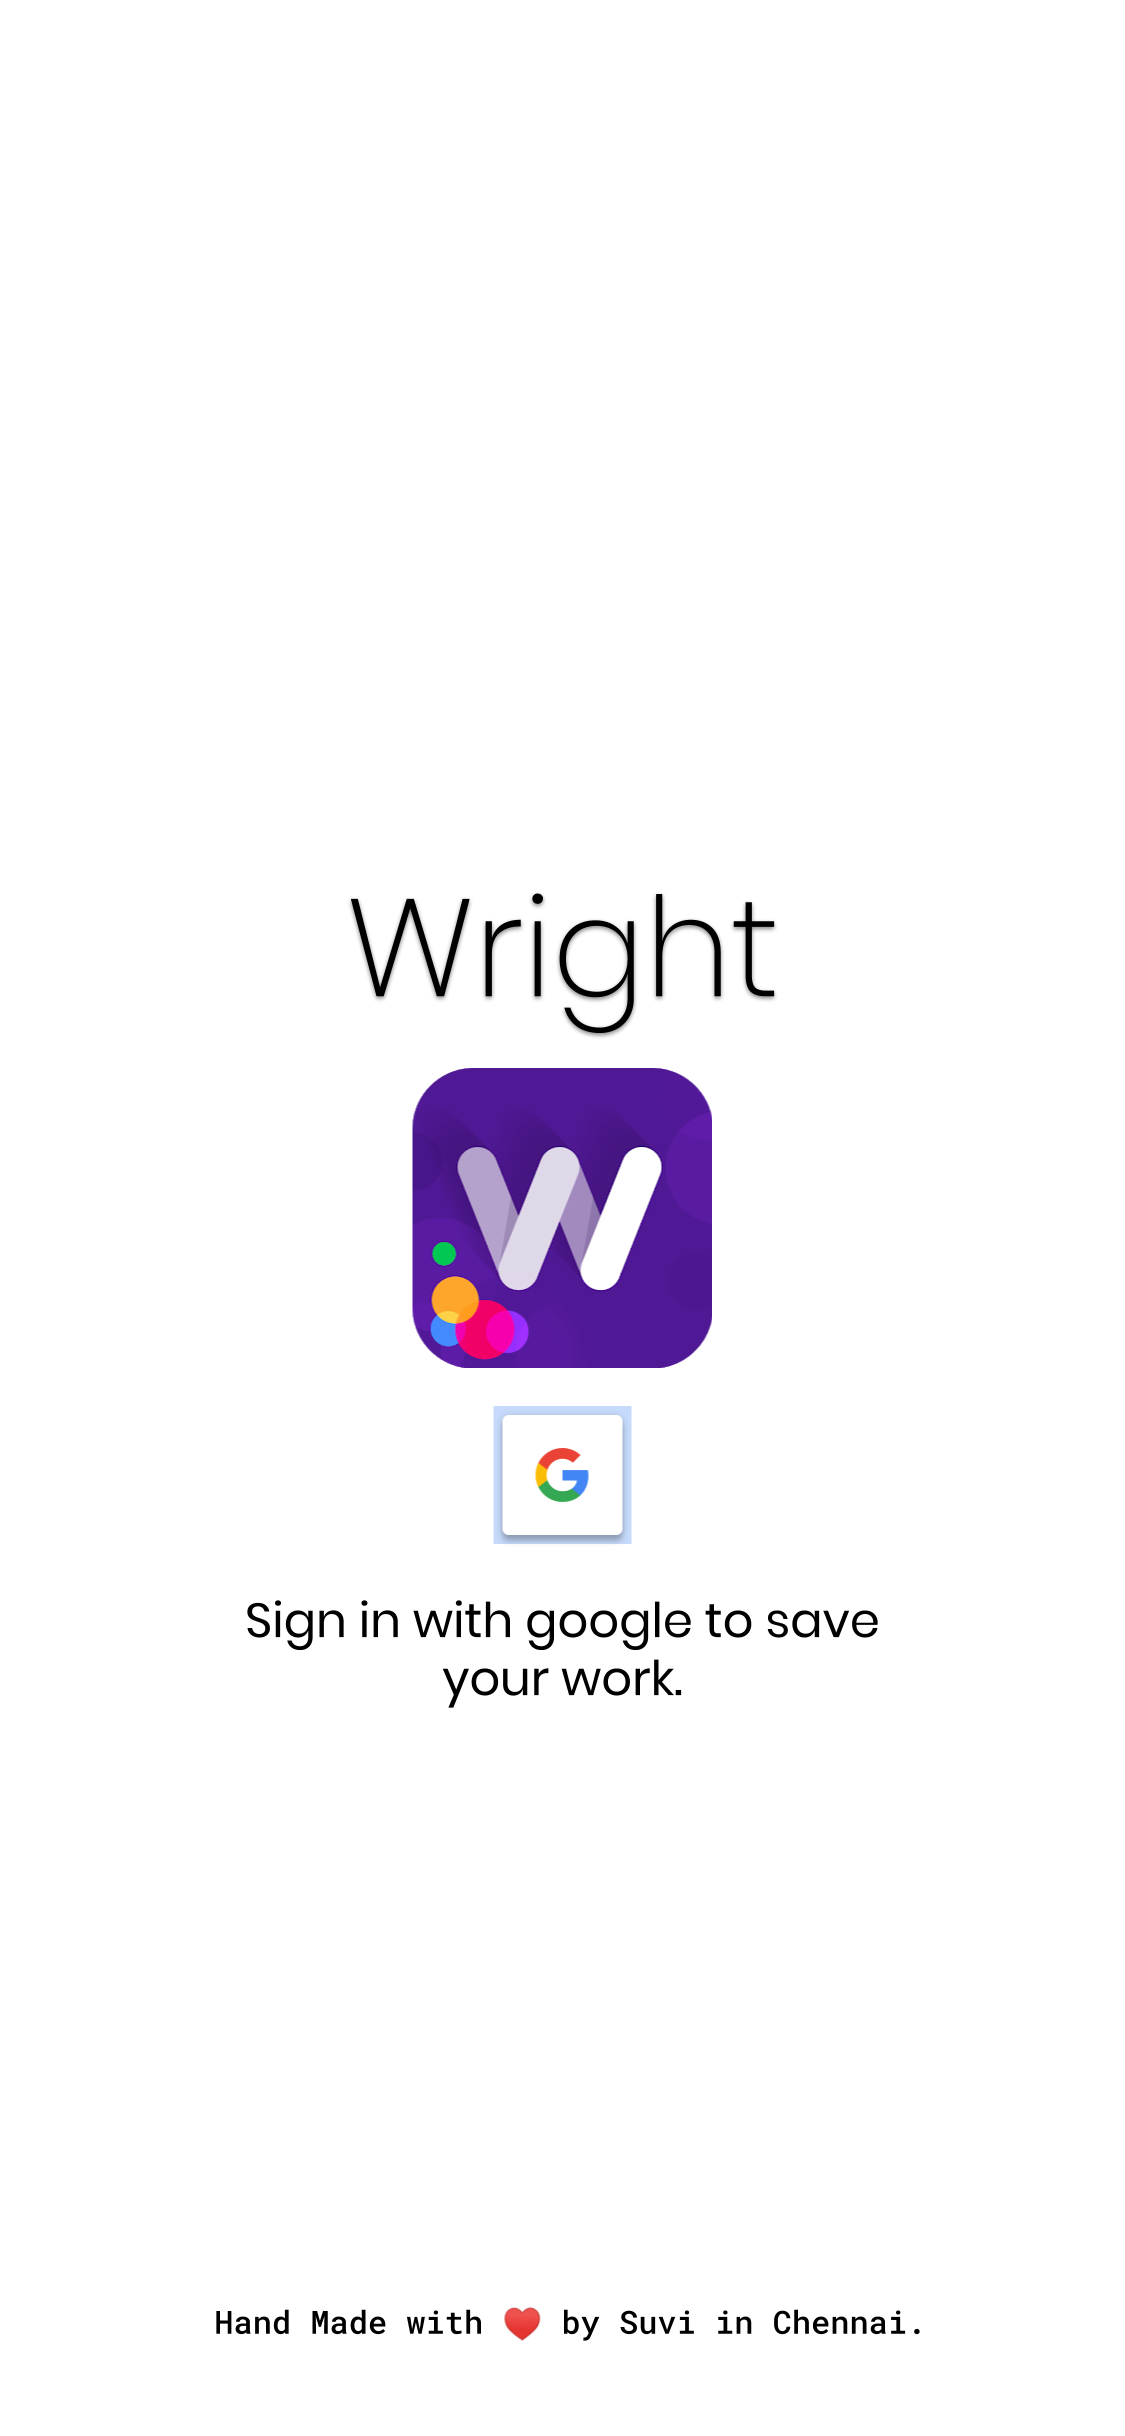 Wright
W
G
Sign in with google to save
your work.
Hand Made with ❤️ by Suvi in Chennai.